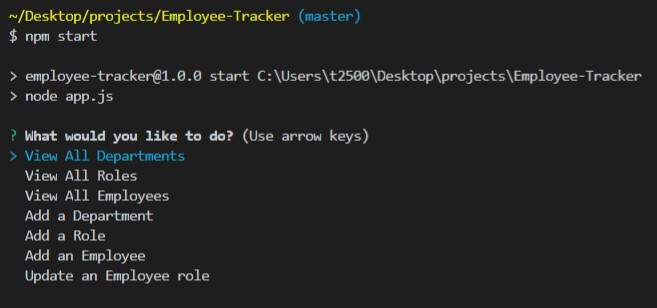 ~/Desktop/projects/Employee-Tracker (master)
$ npm start
> employee-tracker@1.0.0 start C:\Users\t2500\Desktop\projects\Employee-Tracker
> node app.js
? What would you like to do? (Use arrow keys)
> View All Departments
View All Roles
View All Employees
Add a Department
Add a Role
Add an Employee
Update an Employee role